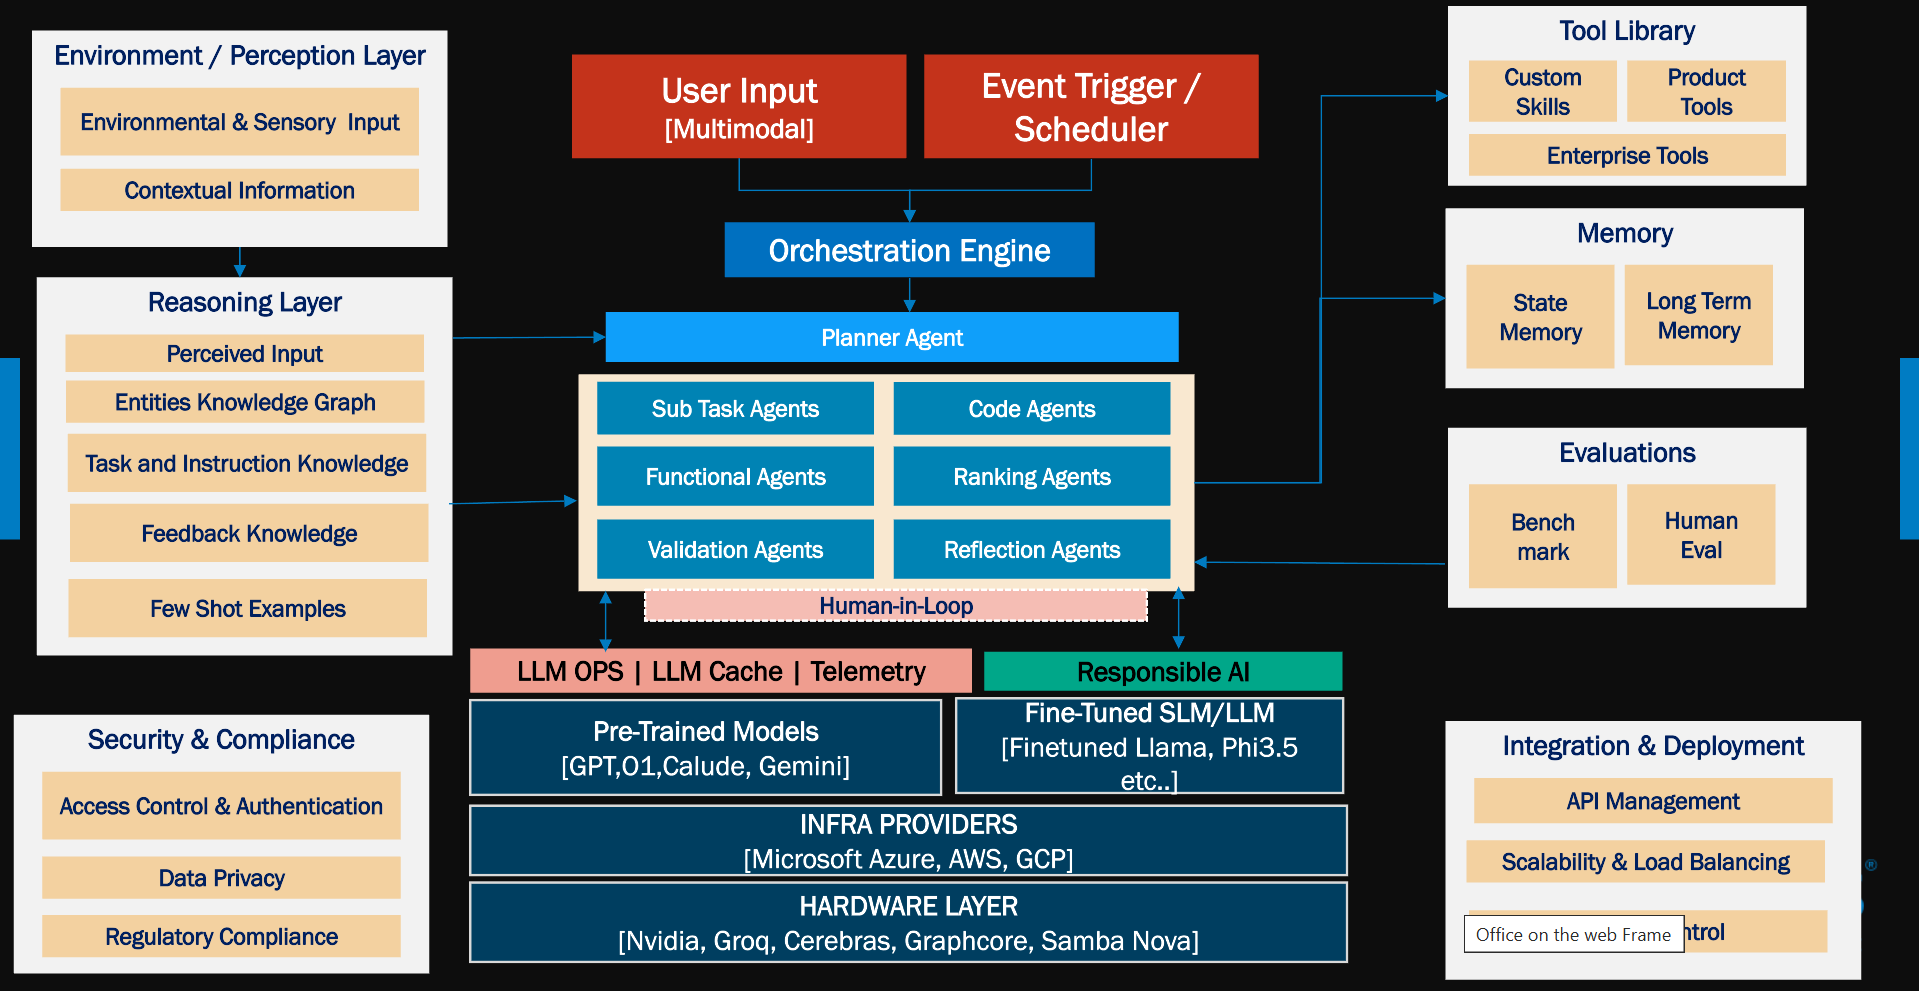 Environment / Perception Layer
Environmental & Sensory Input
Contextual Information
Reasoning Layer
Perceived Input
Entities Knowledge Graph
Task and Instruction Knowledge
Feedback Knowledge
Few Shot Examples
Security & Compliance
Access Control & Authentication
Data Privacy
Regulatory Compliance
User Input
[Multimodal]
Event Trigger /
Scheduler
Orchestration Engine
Planner Agent
Sub Task Agents
Code Agents
Functional Agents
Ranking Agents
Validation Agents
Reflection Agents
Human-in-Loop
LLM OPS | LLM Cache | Telemetry
Responsible AI
Pre-Trained Models
[GPT,O1,Calude, Gemini]
Fine-Tuned SLM/LLM
[Finetuned Llama, Phi3.5
etc..]
INFRA PROVIDERS
[Microsoft Azure, AWS, GCP]
HARDWARE LAYER
[Nvidia, Groq, Cerebras, Graphcore, Samba Nova]
Tool Library
Custom
Skills
Product
Tools
Enterprise Tools
Memory
State
Memory
Long Term
Memory
Evaluations
Bench
mark
Human
Eval
Integration & Deployment
API Management
Scalability & Load Balancing
®
Office on the web Frame